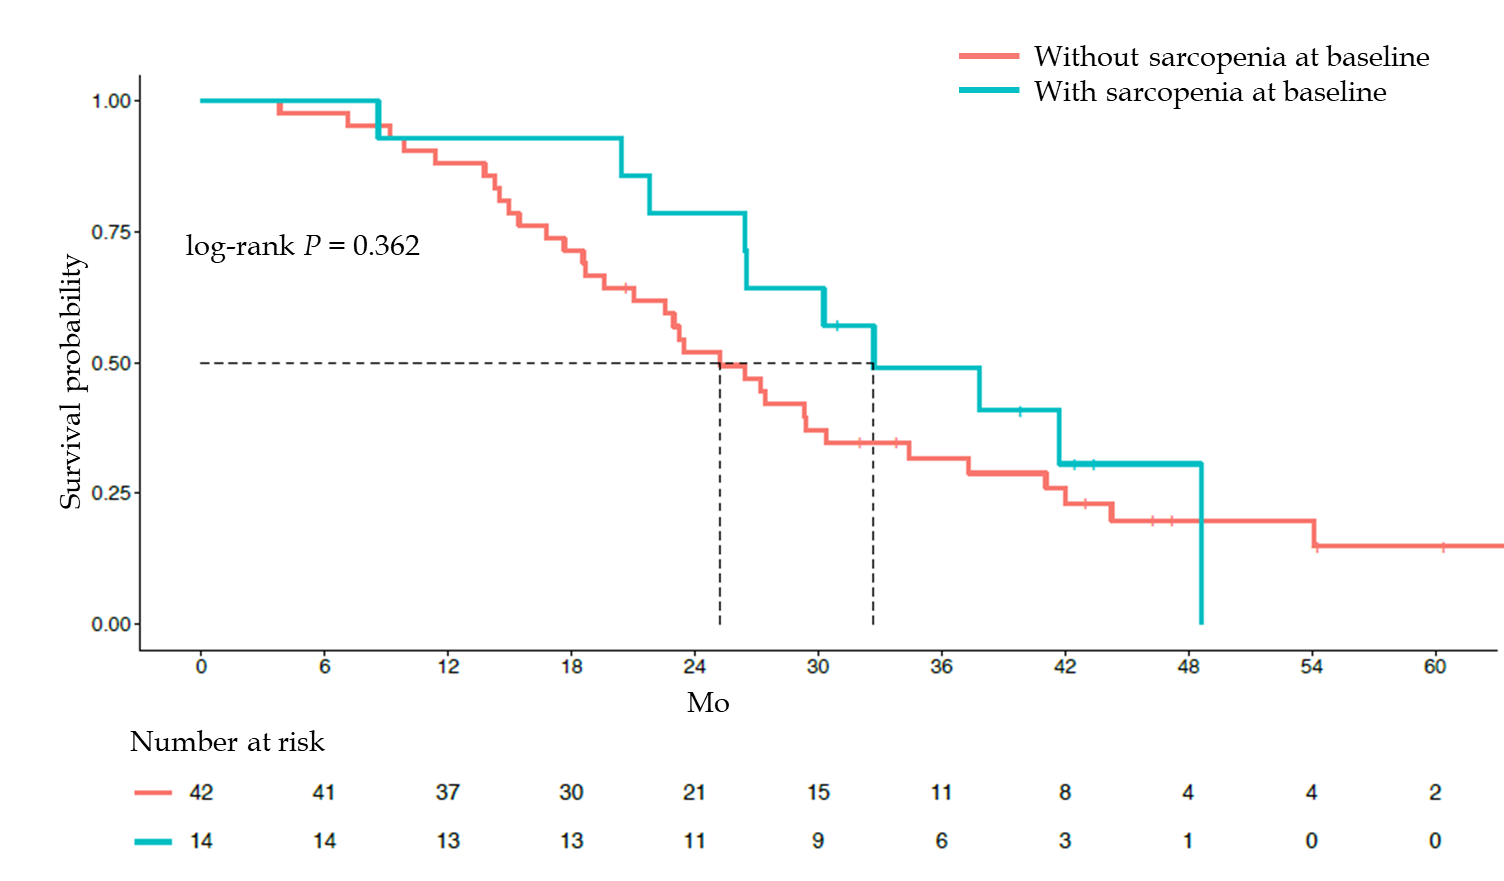 Without sarcopenia at baseline
With sarcopenia at baseline
1.00
0.75
log-rank P = 0.362
Survival probability
0.50
0.25
0.00
0 6 12 18 24 30 36 42 48 54 60
Mo
Number at risk
42 41 37 30 21 15 11 8 4 4 2
14 14 13 13 11 9 6 3 1 0 0